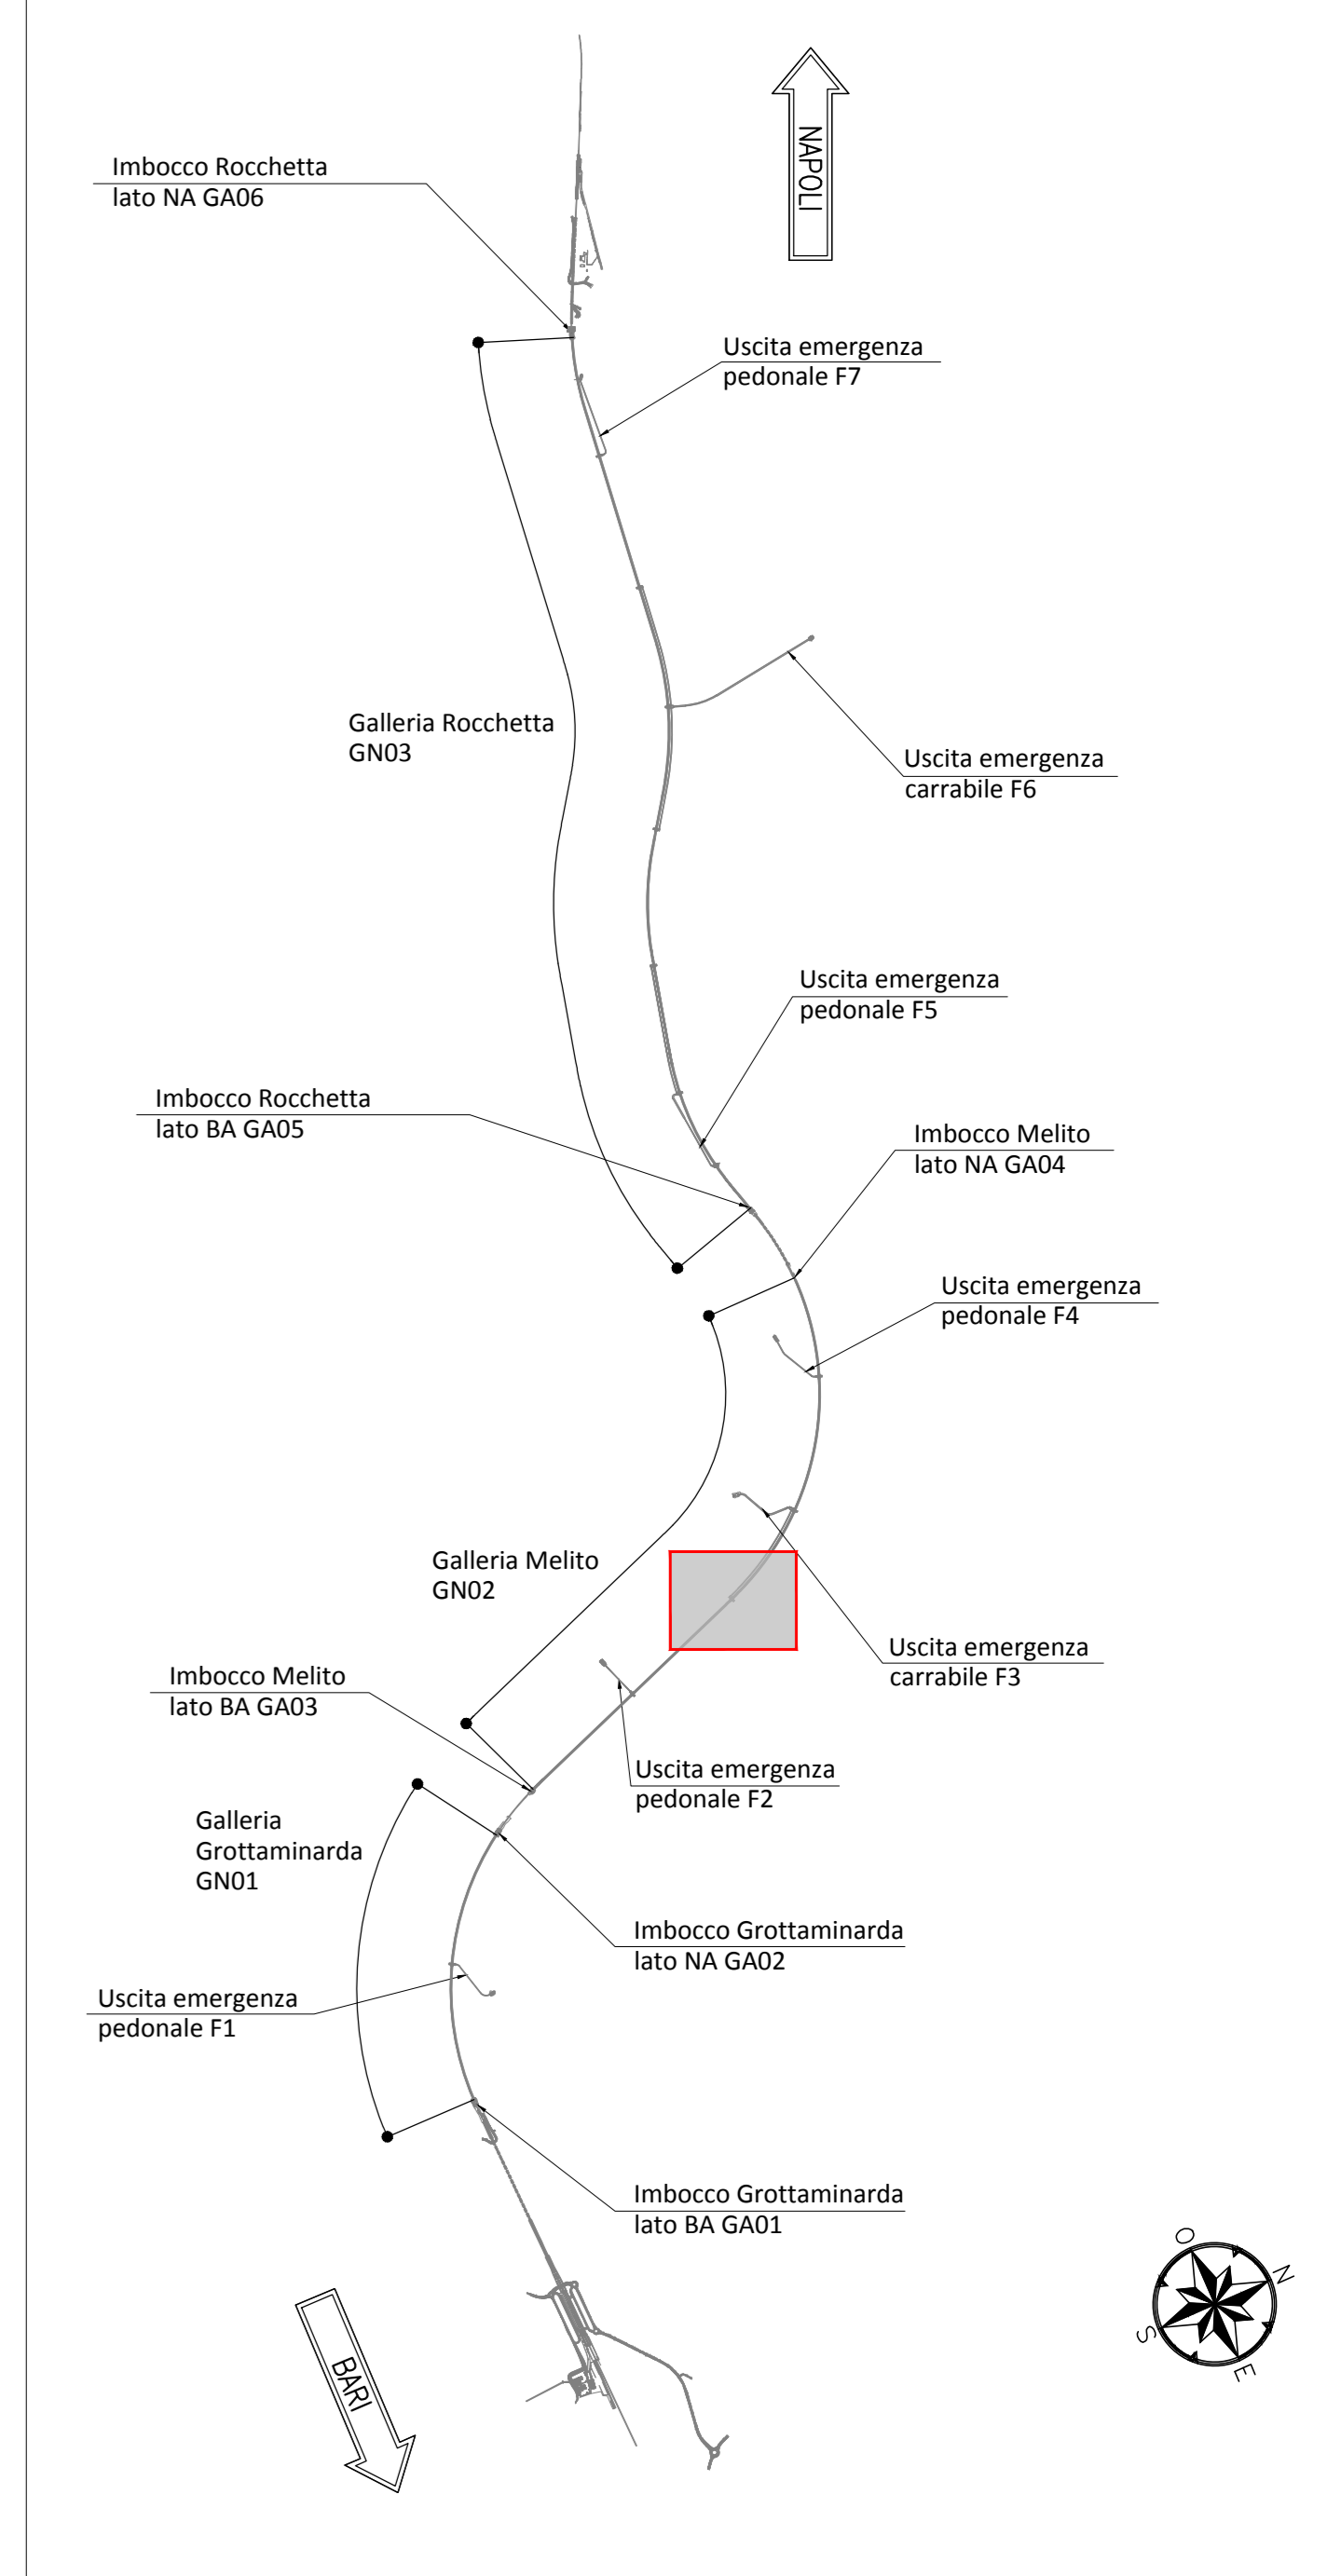 NAPOLI
Imbocco Rocchetta
lato NA GA06
Uscita emergenza
pedonale F7
Galleria Rocchetta
GN03
Uscita emergenza
carrabile F6
Uscita emergenza
pedonale F5
Imbocco Rocchetta
lato BA GA05
Imbocco Melito
lato NA GA04
Uscita emergenza
pedonale F4
Galleria Melito
GN02
Uscita emergenza
carrabile F3
Imbocco Melito
lato BA GA03
Uscita emergenza
pedonale F2
Galleria
Grottaminarda
GN01
Imbocco Grottaminarda
lato NA GA02
Uscita emergenza
pedonale F1
Imbocco Grottaminarda
lato BA GA01
BARI
O
N
S
E